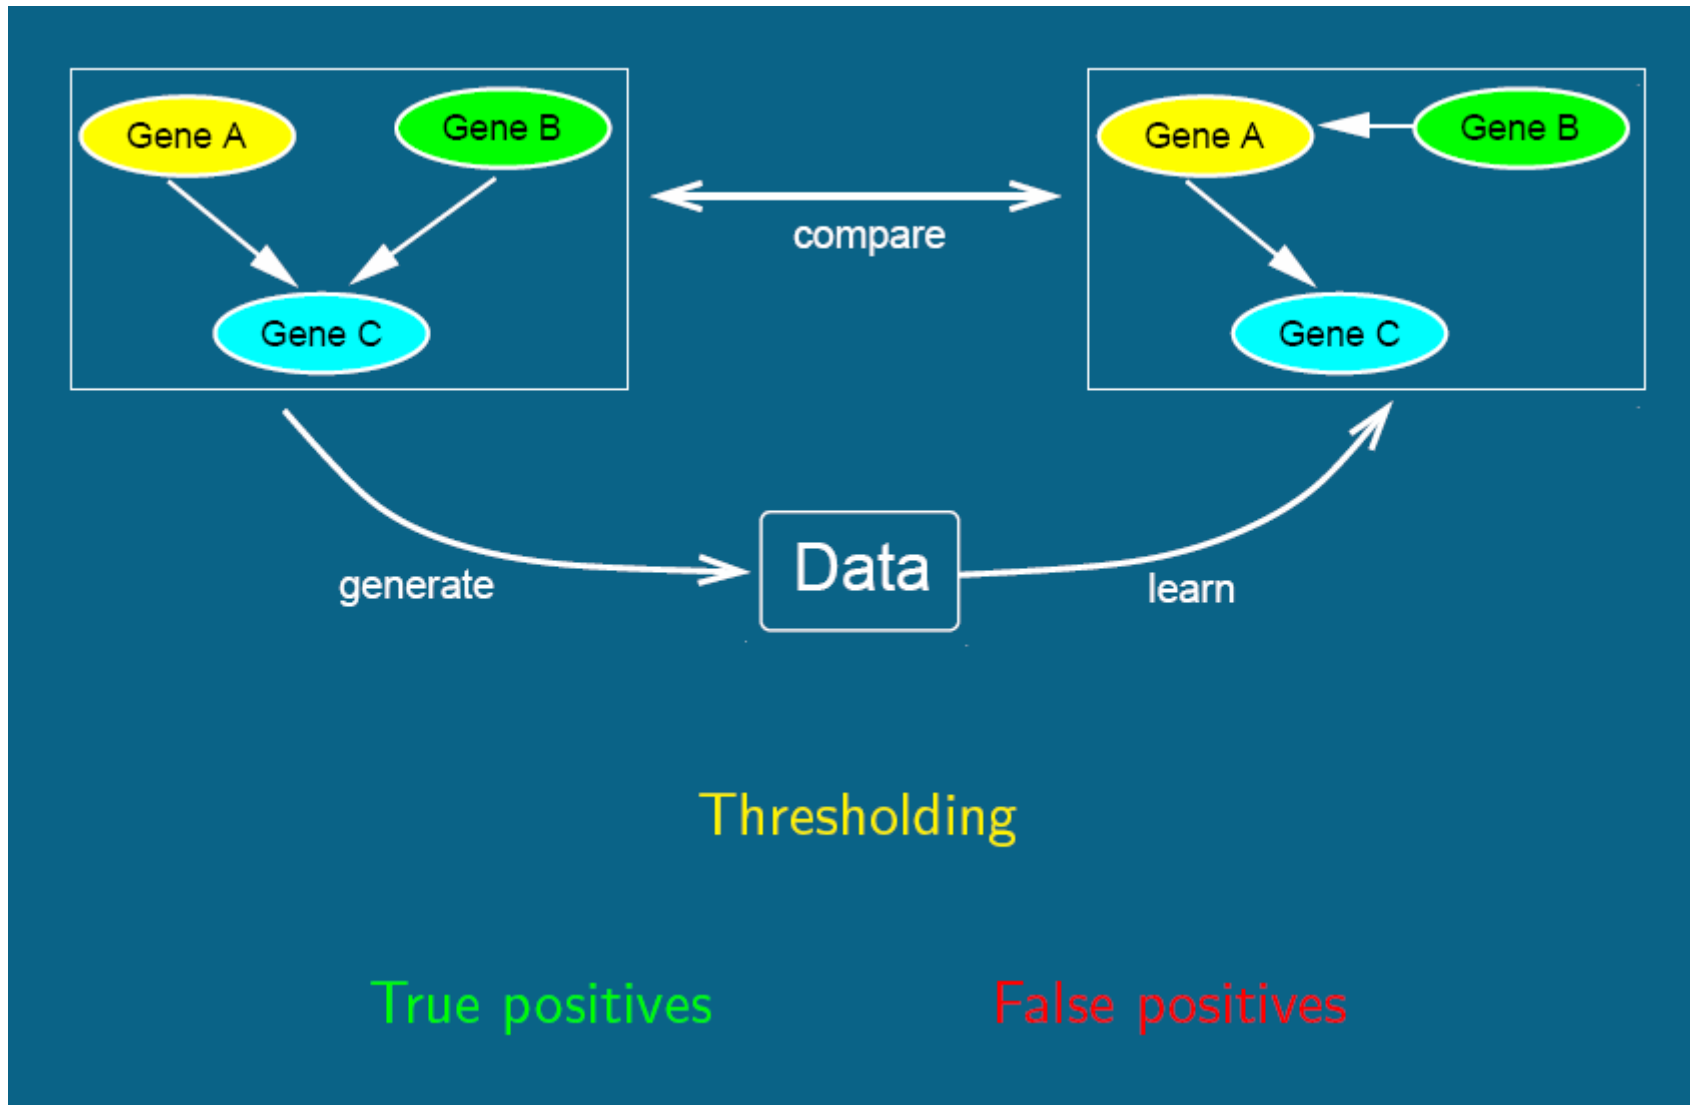 Gene A
Gene B
Gene C
compare
Gene A
Gene B
Gene C
generate
Data
learn
Thresholding
True positives
False positives